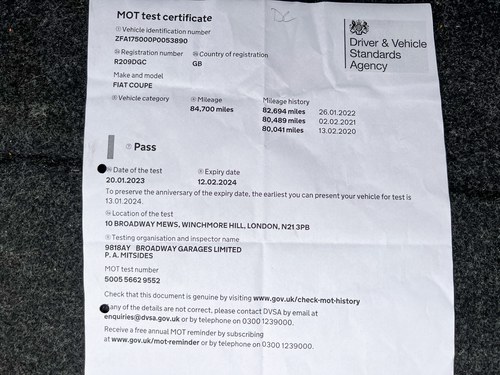 MOT test certificate
DC
Vehicle identification number
ZFA175000P0053890
Registration number
Country of registration
R209DGC
GB
Driver & Vehicle
Standards
Agency
Make and model
FIAT COUPE
Vehicle category
Mileage
Mileage history
84,700 miles
82,694 miles 26.01.2022
80,489 miles 02.02.2021
80,041 miles 13.02.2020
Pass
Date of the test
Expiry date
20.01.2023
12.02.2024
To preserve the anniversary of the expiry date, the earliest you can present your vehicle for test is
13.01.2024.
Location of the test
10 BROADWAY MEWS, WINCHMORE HILL, LONDON, N21 3PB
Testing organisation and inspector name
9818AY BROADWAY GARAGES LIMITED
P. A. MITSIDES
MOT test number
5005 5662 9552
Check that this document is genuine by visiting www.gov.uk/check-mot-history
any of the details are not correct, please contact DVSA by email at
enquiries@dvsa.gov.uk or by telephone on 0300 1239000.
Receive a free annual MOT reminder by subscribing
at www.gov.uk/mot-reminder or by telephone on 0300 1239000.